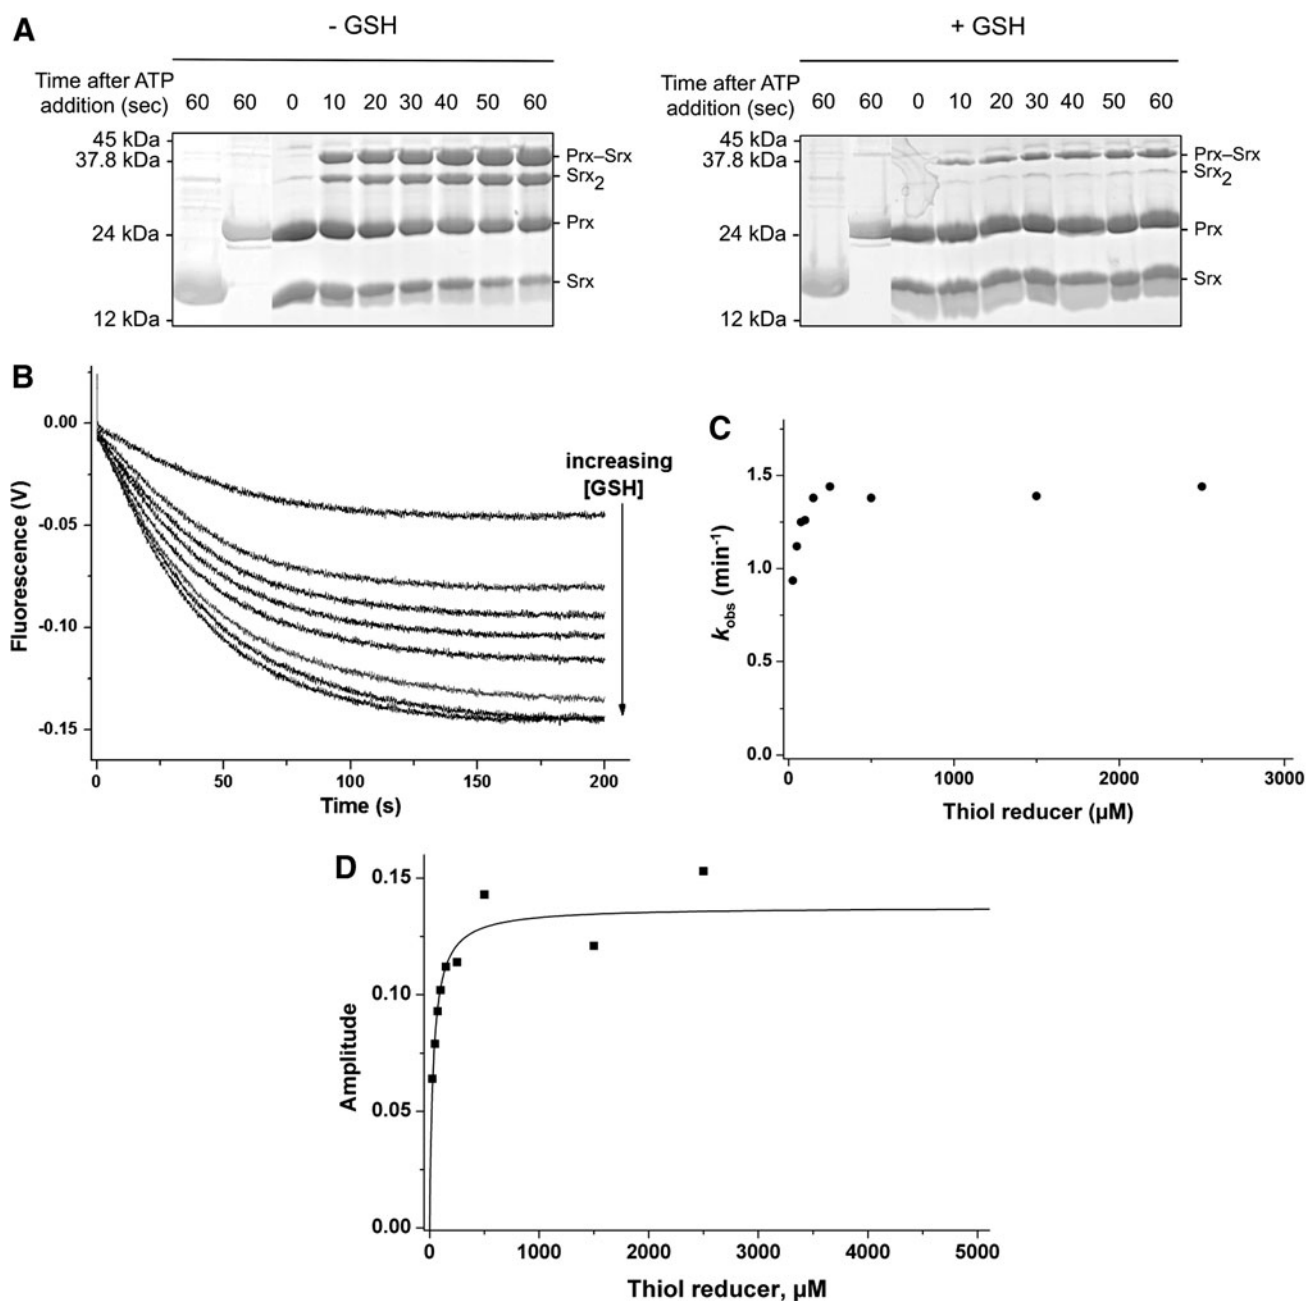 A
- GSH
+ GSH
Time after ATP
addition (sec)
60 60 0 10 20 30 40 50 60
45 kDa
37.8 kDa
24 kDa
12 kDa
Prx–Srx
Srx2
Prx
Srx
Time after ATP
addition (sec)
60 60 0 10 20 30 40 50 60
45 kDa
37.8 kDa
24 kDa
12 kDa
Prx–Srx
Srx2
Prx
Srx
B
Fluorescence (V)
0.00
-0.05
-0.10
-0.15
increasing
[GSH]
0 50 100 150 200
Time (s)
C
kobs (min-1)
1.5
1.0
0.5
0.0
0 1000 2000 3000
Thiol reducer (µM)
D
Amplitude
0.15
0.10
0.05
0.00
0 1000 2000 3000 4000 5000
Thiol reducer, µM